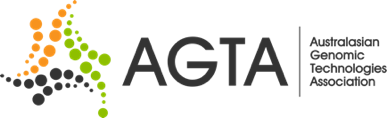 AGTA
Australasian
Genomic
Technologies
Association